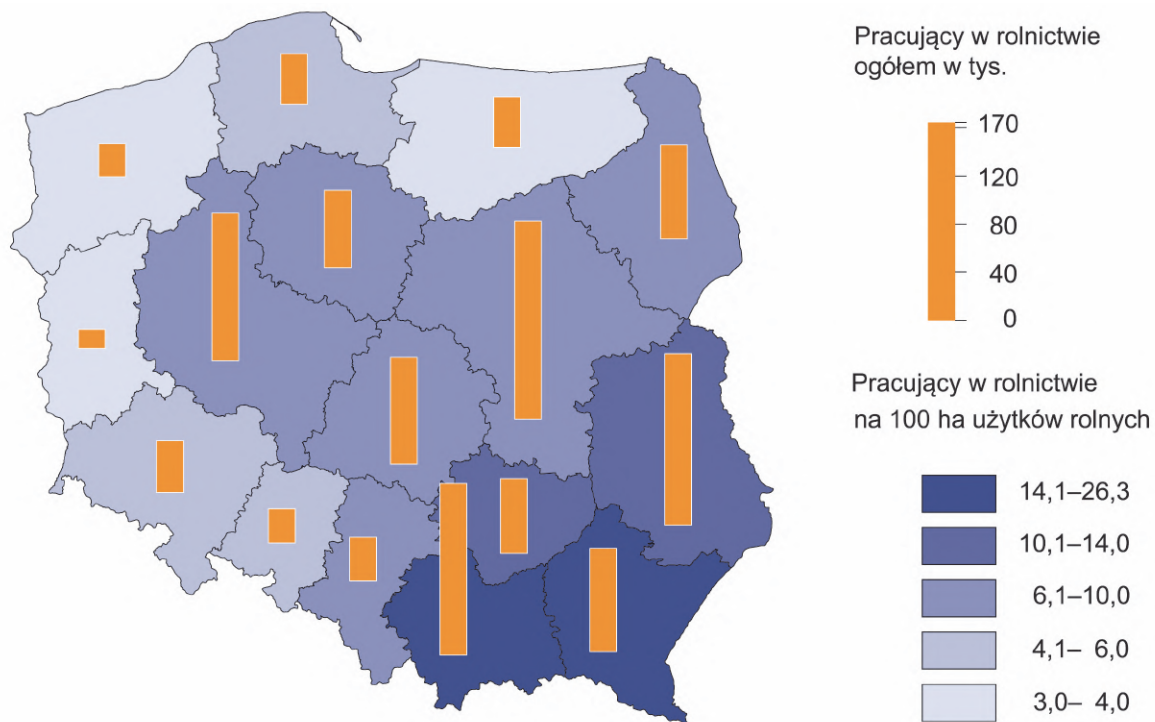 Pracujący w rolnictwie
ogółem w tys.
170
120
80
40
0
Pracujący w rolnictwie
na 100 ha użytków rolnych
14,1–26,3
10,1–14,0
6,1–10,0
4,1– 6,0
3,0– 4,0